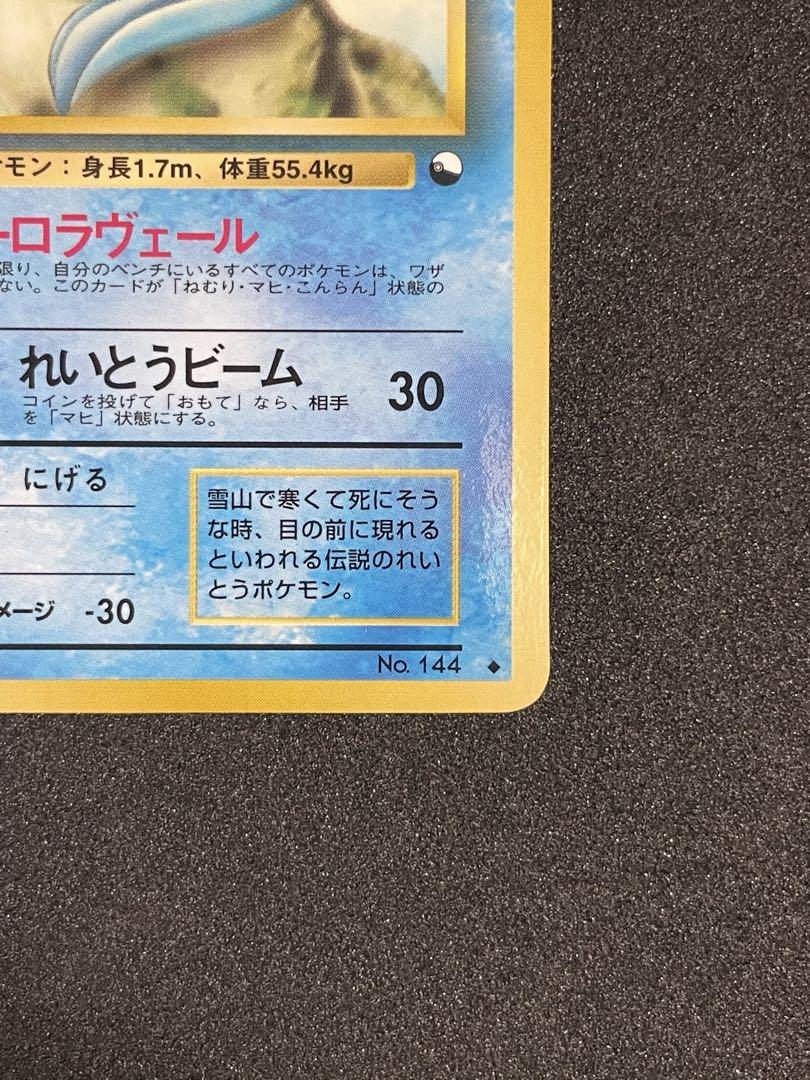 モン：身長1.7m、体重55.4kg
ーロラヴェール
限り、自分のベンチにいるすべてのポケモンは、ワザ
ない。このカードが「ねむり・マヒ・こんらん」状態の
れいとうビーム 30
コインを投げて「おもて」なら、相手
を「マヒ」状態にする。
にげる
雪山で寒くて死にそう
な時、目の前に現れる
といわれる伝説のれい
とうポケモン。
メージ -30
No. 144 ◆